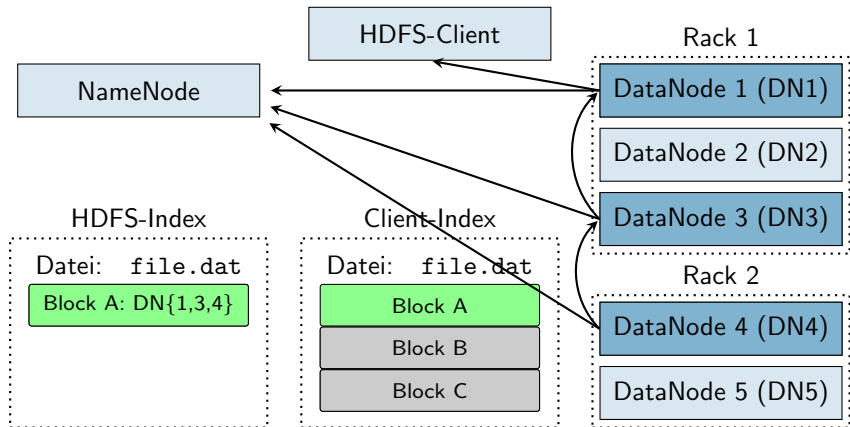 HDFS-Client
NameNode
Rack 1
DataNode 1 (DN1)
DataNode 2 (DN2)
DataNode 3 (DN3)
Rack 2
DataNode 4 (DN4)
DataNode 5 (DN5)
HDFS-Index
Datei: file.dat
Block A: DN{1,3,4}
Client-Index
Datei: file.dat
Block A
Block B
Block C